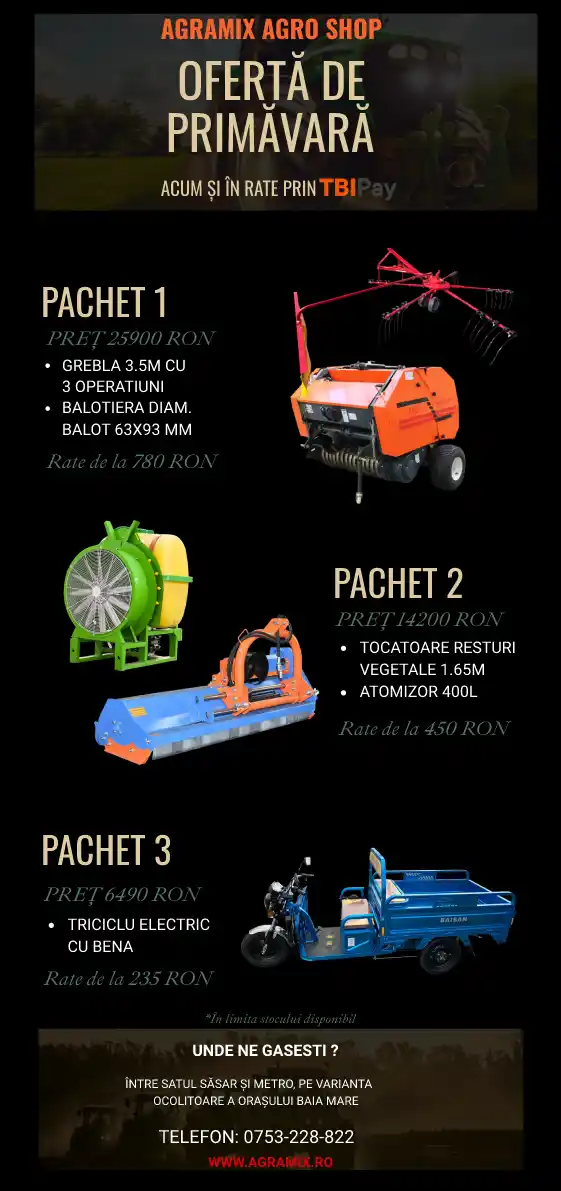 AGRAMIX AGRO SHOP
OFERTĂ DE
PRIMĂVARĂ
ACUM ȘI ÎN RATE PRIN TBI Pay
PACHET 1
PREȚ 25900 RON
• GREBLA 3.5M CU
3 OPERATIUNI
• BALOTIERA DIAM.
BALOT 63X93 MM
Rate de la 780 RON
PACHET 2
PREȚ 14200 RON
• TOCATOARE RESTURI
VEGETALE 1.65M
• ATOMIZOR 400L
Rate de la 450 RON
PACHET 3
PREȚ 6490 RON
• TRICICLU ELECTRIC
CU BENA
Rate de la 235 RON
BAISAN
*În limita stocului disponibil
UNDE NE GASESTI ?
ÎNTRE SATUL SĂSAR ȘI METRO, PE VARIANTA
OCOLITOARE A ORAȘULUI BAIA MARE
TELEFON: 0753-228-822
WWW.AGRAMIX.RO